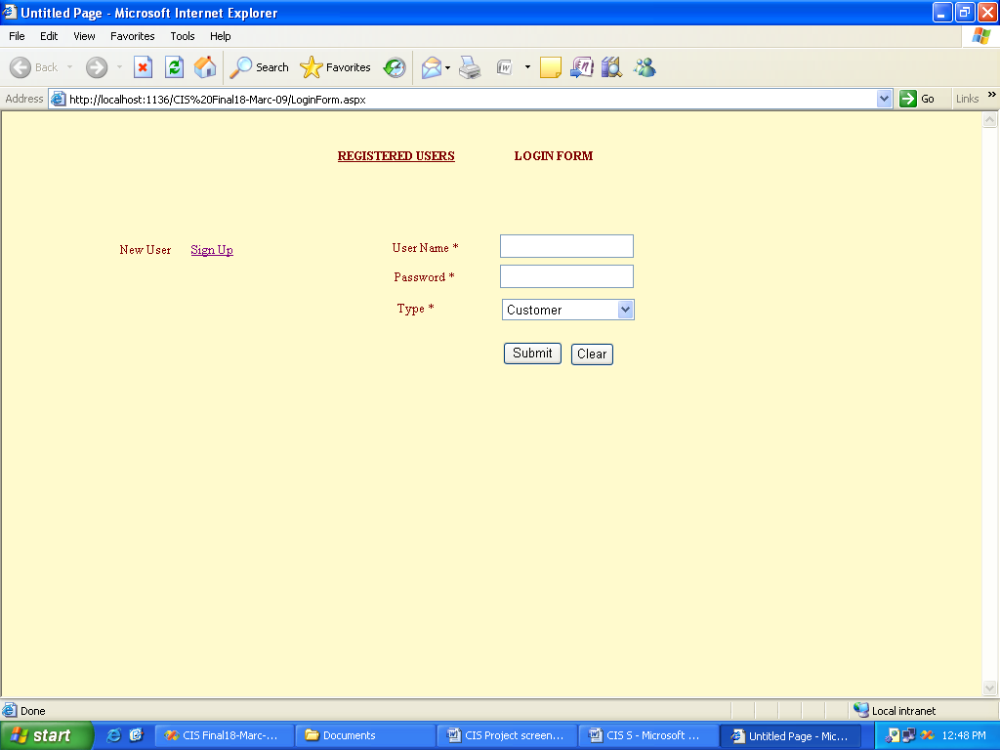 Untitled Page - Microsoft Internet Explorer
File Edit View Favorites Tools Help
Back Search Favorites
Address http://localhost:1136/CIS%20Final18-Marc-09/LoginForm.aspx Go Links »
REGISTERED USERS LOGIN FORM
New User Sign Up User Name *
Password *
Type * Customer
Submit Clear
Done Local intranet
start CIS Final18-Marc-... Documents CIS Project screen... CIS S - Microsoft ... Untitled Page - Mic... 12:48 PM